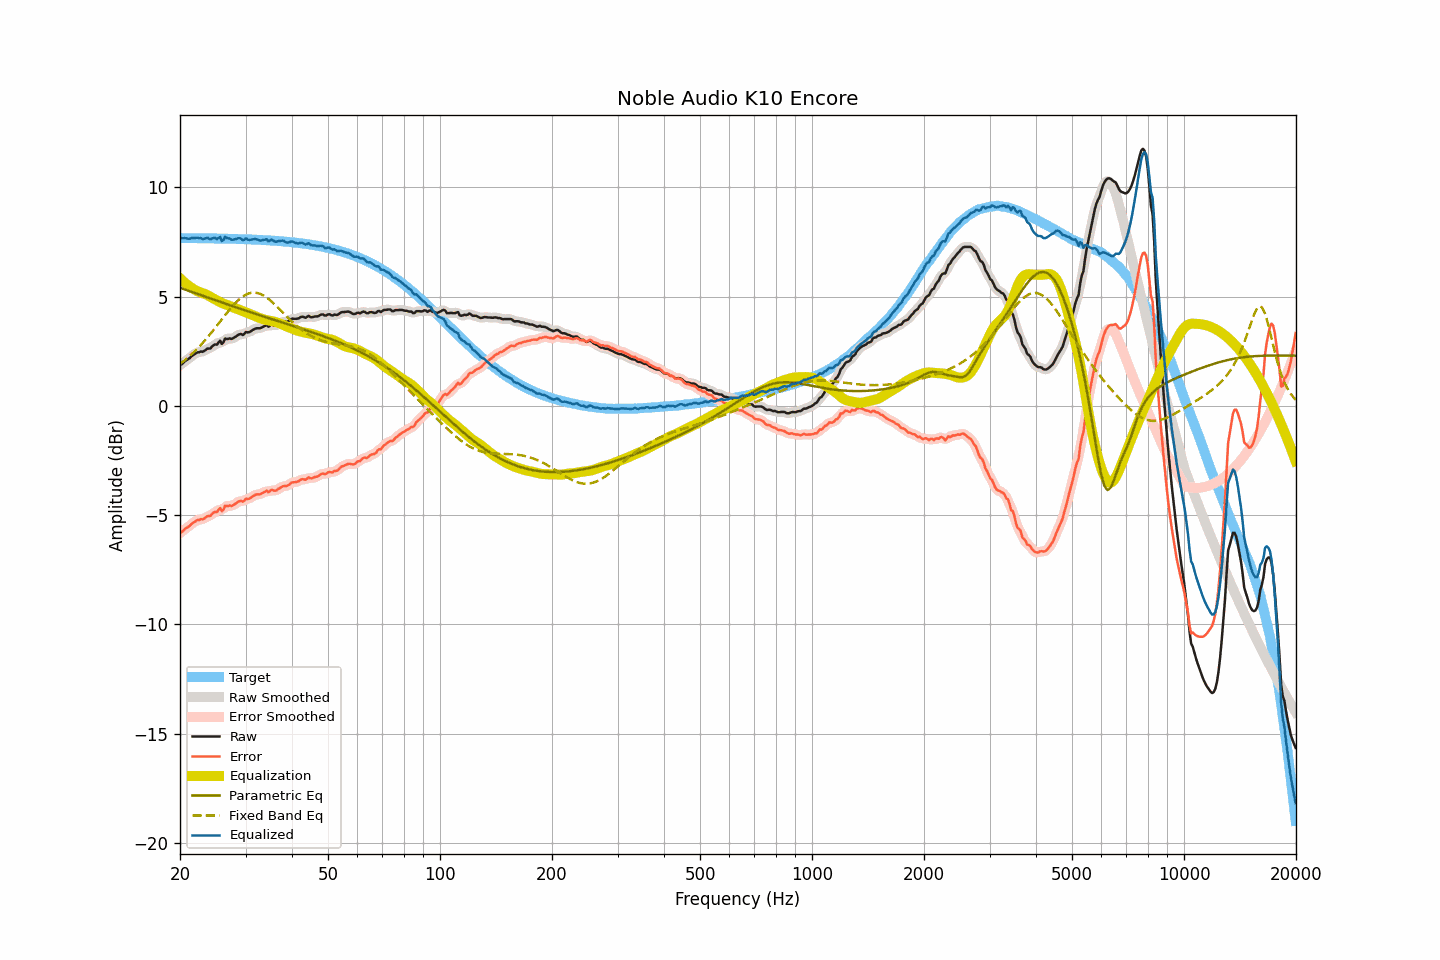 Noble Audio K10 Encore
Amplitude (dBr)
10
5
0
−5
−10
−15
−20
Target
Raw Smoothed
Error Smoothed
Raw
Error
Equalization
Parametric Eq
Fixed Band Eq
Equalized
20 50 100 200 500 1000 2000 5000 10000 20000
Frequency (Hz)